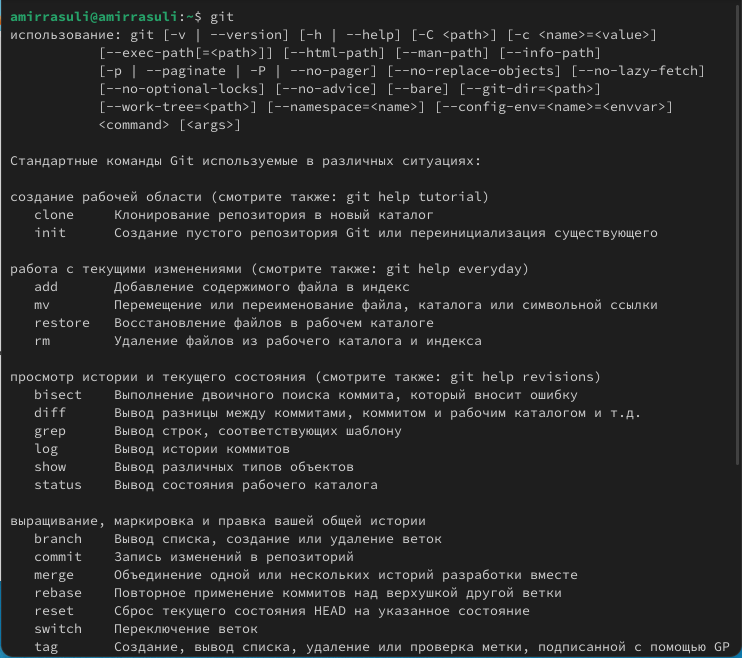 amirrasuli@amirrasuli:~$ git
использование: git [-v | --version] [-h | --help] [-C <path>] [-c <name>=<value>]
[--exec-path[=<path>]] [--html-path] [--man-path] [--info-path]
[-p | --paginate | -P | --no-pager] [--no-replace-objects] [--no-lazy-fetch]
[--no-optional-locks] [--no-advice] [--bare] [--git-dir=<path>]
[--work-tree=<path>] [--namespace=<name>] [--config-env=<name>=<envvar>]
<command> [<args>]
Стандартные команды Git используемые в различных ситуациях:
создание рабочей области (смотрите также: git help tutorial)
clone Клонирование репозитория в новый каталог
init Создание пустого репозитория Git или переинициализация существующего
работа с текущими изменениями (смотрите также: git help everyday)
add Добавление содержимого файла в индекс
mv Перемещение или переименование файла, каталога или символьной ссылки
restore Восстановление файлов в рабочем каталоге
rm Удаление файлов из рабочего каталога и индекса
просмотр истории и текущего состояния (смотрите также: git help revisions)
bisect Выполнение двоичного поиска коммита, который вносит ошибку
diff Вывод разницы между коммитами, коммитом и рабочим каталогом и т.д.
grep Вывод строк, соответствующих шаблону
log Вывод истории коммитов
show Вывод различных типов объектов
status Вывод состояния рабочего каталога
выращивание, маркировка и правка вашей общей истории
branch Вывод списка, создание или удаление веток
commit Запись изменений в репозиторий
merge Объединение одной или нескольких историй разработки вместе
rebase Повторное применение коммитов над верхушкой другой ветки
reset Сброс текущего состояния HEAD на указанное состояние
switch Переключение веток
tag Создание, вывод списка, удаление или проверка метки, подписанной с помощью GP